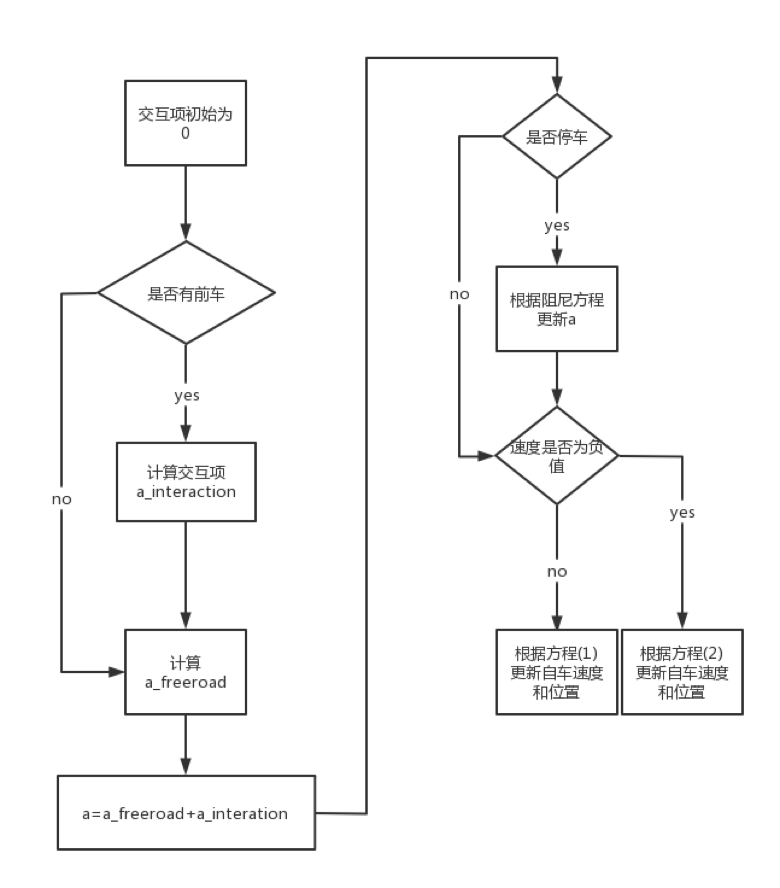 交互项初始为
0
是否有前车
yes
no
计算交互项
a_interaction
计算
a_freeroad
a=a_freeroad+a_interation
是否停车
yes
no
根据阻尼方程
更新a
速度是否为负
值
no
yes
根据方程(1)
更新自车速度
和位置
根据方程(2)
更新自车速度
和位置